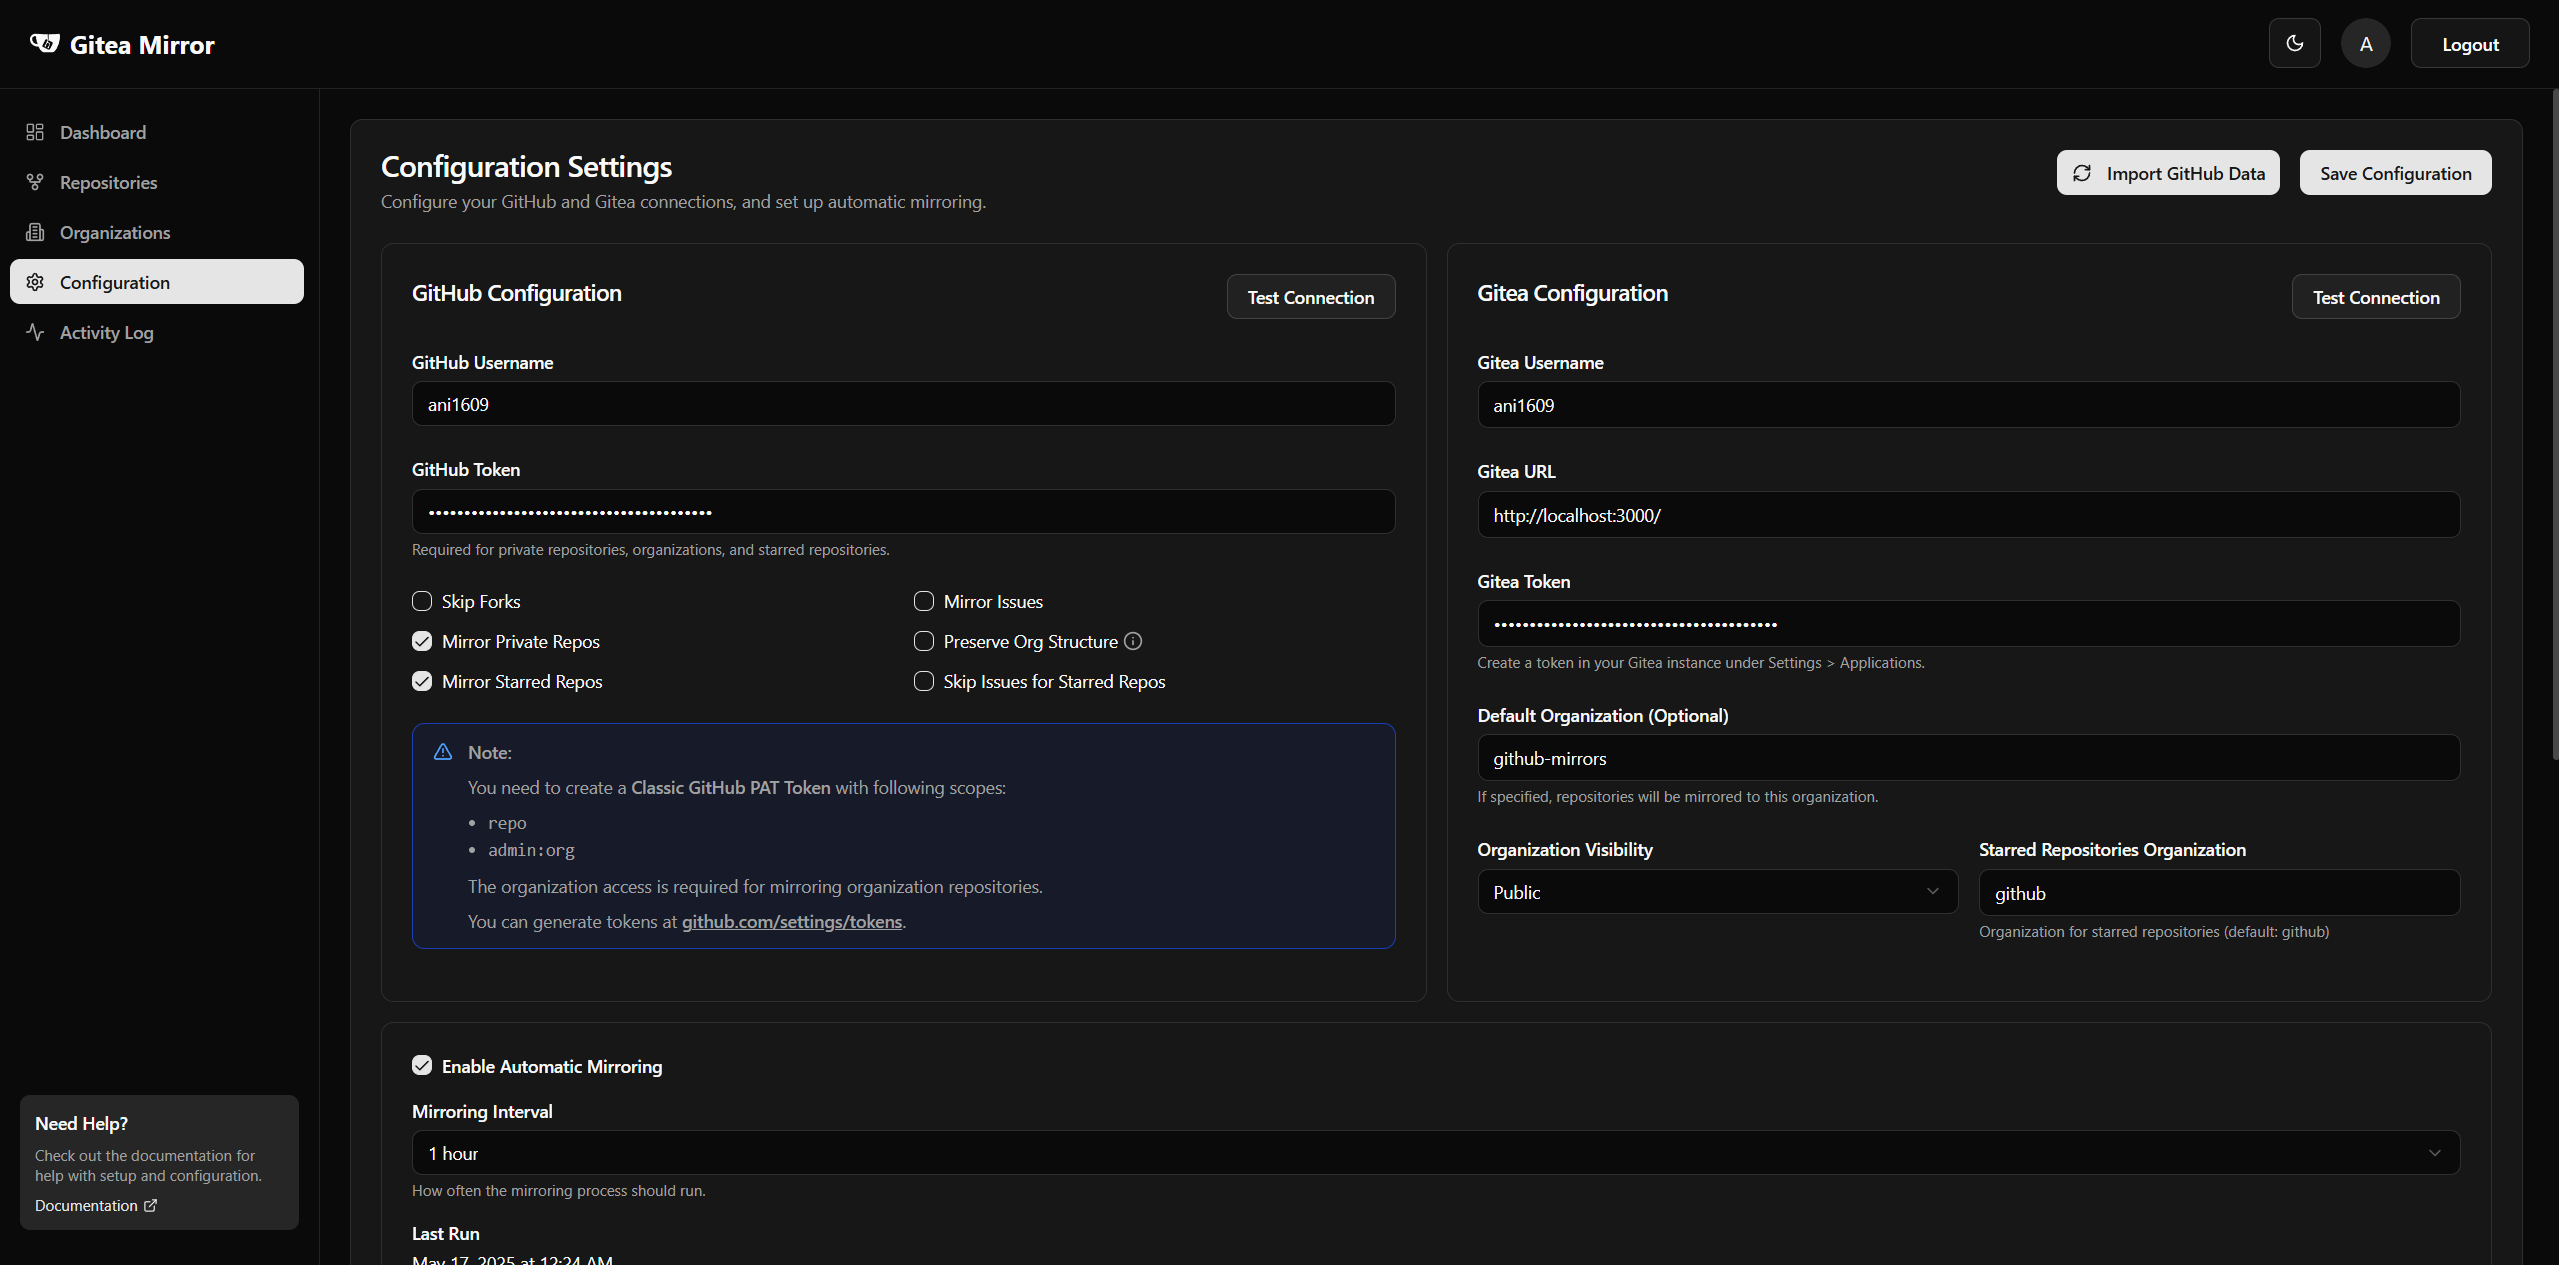 Gitea Mirror
A
Logout
Dashboard
Repositories
Organizations
Configuration
Activity Log
Need Help?
Check out the documentation for
help with setup and configuration.
Documentation
Configuration Settings
Configure your GitHub and Gitea connections, and set up automatic mirroring.
Import GitHub Data
Save Configuration
GitHub Configuration
Test Connection
GitHub Username
ani1609
GitHub Token
••••••••••••••••••••••••••••••••••••••••
Required for private repositories, organizations, and starred repositories.
Skip Forks
Mirror Issues
Mirror Private Repos
Preserve Org Structure
Mirror Starred Repos
Skip Issues for Starred Repos
Note:
You need to create a Classic GitHub PAT Token with following scopes:
• repo
• admin:org
The organization access is required for mirroring organization repositories.
You can generate tokens at github.com/settings/tokens.
Gitea Configuration
Test Connection
Gitea Username
ani1609
Gitea URL
http://localhost:3000/
Gitea Token
••••••••••••••••••••••••••••••••••••••••
Create a token in your Gitea instance under Settings > Applications.
Default Organization (Optional)
github-mirrors
If specified, repositories will be mirrored to this organization.
Organization Visibility
Public
Starred Repositories Organization
github
Organization for starred repositories (default: github)
Enable Automatic Mirroring
Mirroring Interval
1 hour
How often the mirroring process should run.
Last Run
May 17, 2025 at 12:24 AM